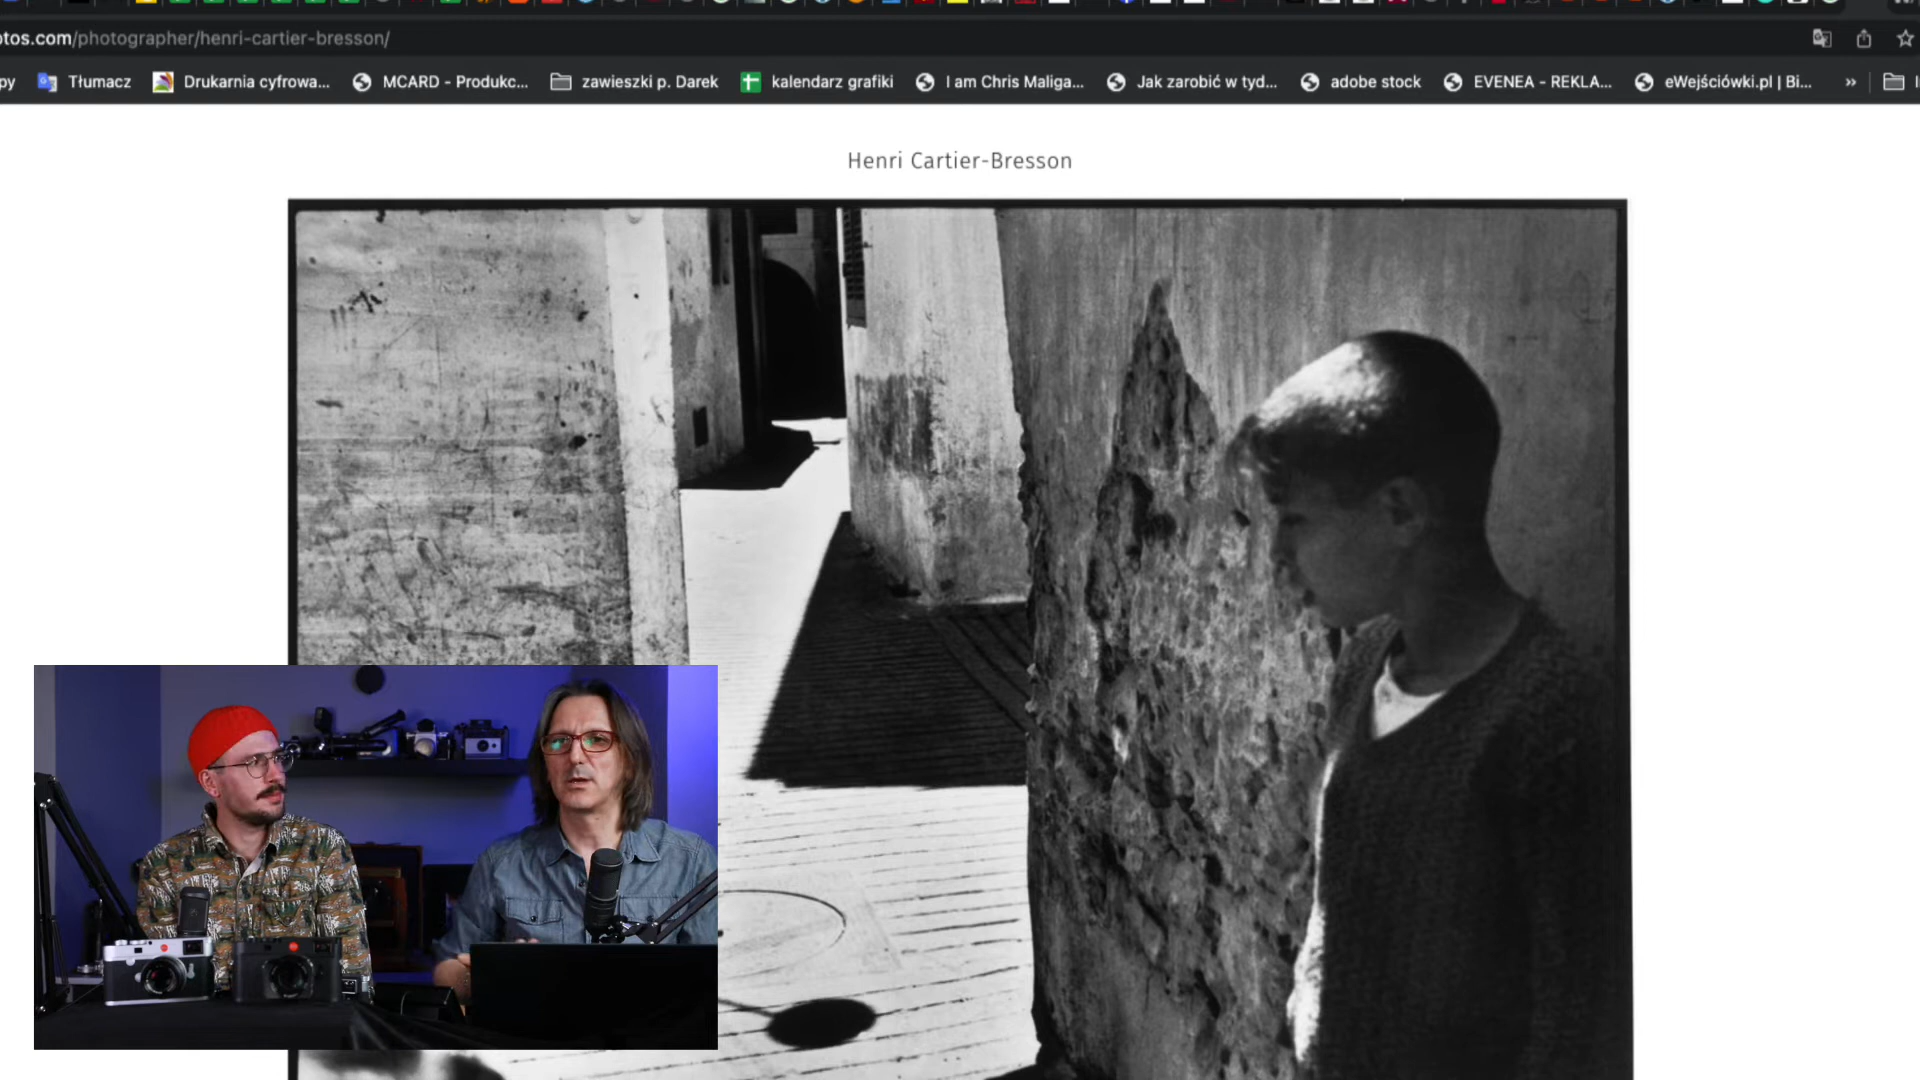 otos.com/photographer/henri-cartier-bresson/
py Tłumacz Drukarnia cyfrowa... MCARD - Produkc... zawieszki p. Darek kalendarz grafiki I am Chris Maliga... Jak zarobić w tyd... adobe stock EVENEA - REKLA... eWejściówki.pl | Bi... »
Henri Cartier-Bresson